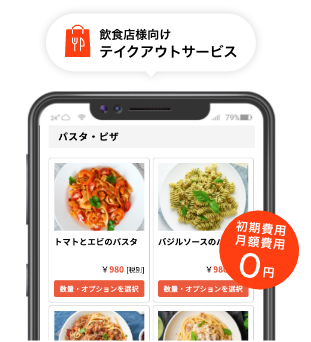 飲食店様向け
テイクアウトサービス
79%
パスタ・ピザ
トマトとエビのパスタ
バジルソースの
￥980 [税別]
￥98
数量・オプションを選択
数量・オプションを選択
初期費用
月額費用
0円